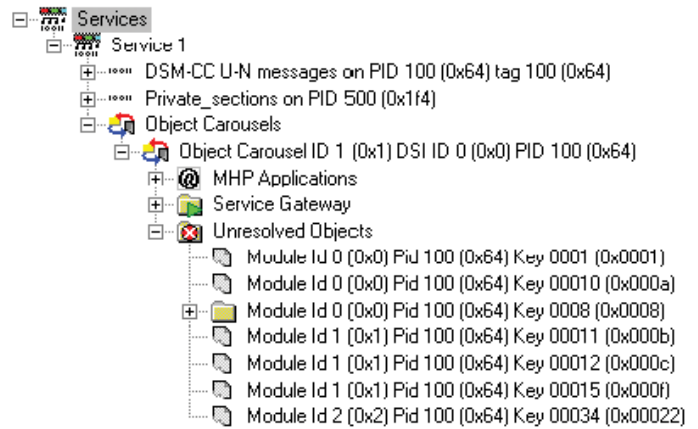 Services
Service 1
DSM-CC U-N messages on PID 100 (0x64) tag 100 (0x64)
Private_sections on PID 500 (0x1f4)
Object Carousels
Object Carousel ID 1 (0x1) DSI ID 0 (0x0) PID 100 (0x64)
MHP Applications
Service Gateway
Unresolved Objects
Module Id 0 (0x0) Pid 100 (0x64) Key 0001 (0x0001)
Module Id 0 (0x0) Pid 100 (0x64) Key 00010 (0x000a)
Module Id 0 (0x0) Pid 100 (0x64) Key 0008 (0x0008)
Module Id 1 (0x1) Pid 100 (0x64) Key 00011 (0x000b)
Module Id 1 (0x1) Pid 100 (0x64) Key 00012 (0x000c)
Module Id 1 (0x1) Pid 100 (0x64) Key 00015 (0x000f)
Module Id 2 (0x2) Pid 100 (0x64) Key 00034 (0x00022)